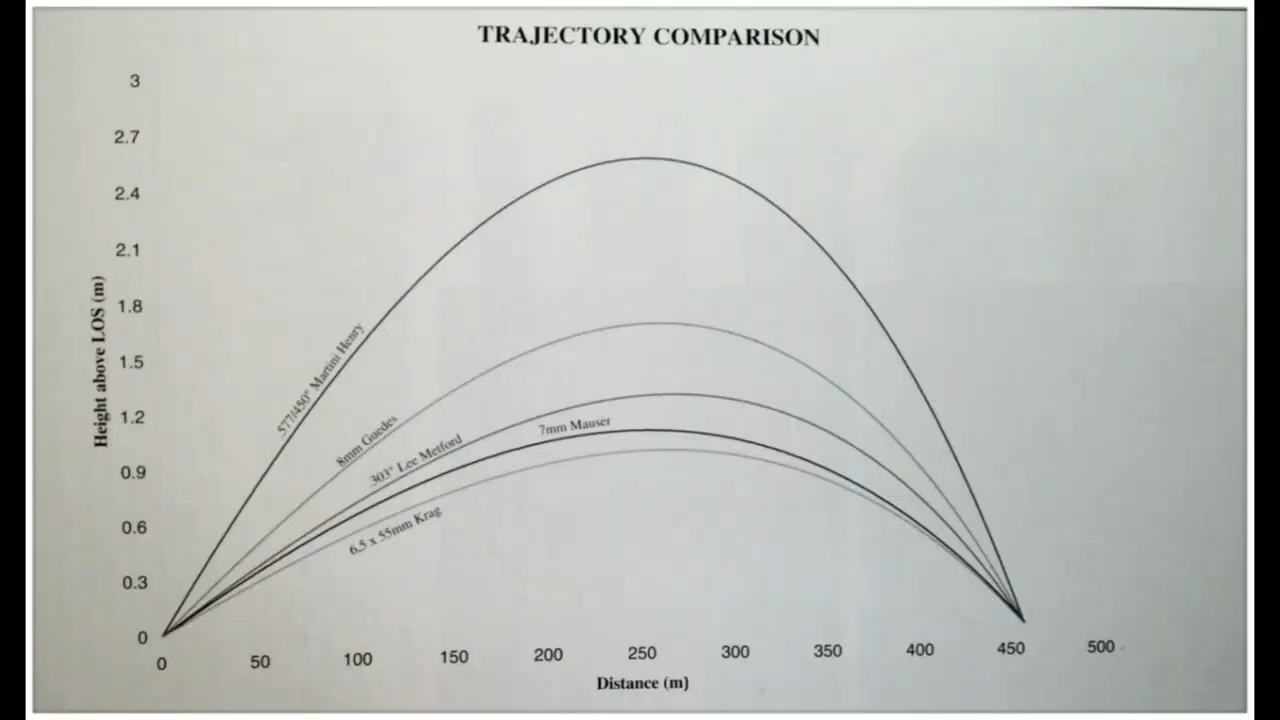 TRAJECTORY COMPARISON
3
2.7
2.4
2.1
1.8
1.5
1.2
0.9
0.6
0.3
0
Height above LOS (m)
577/450" Martini Henry
8mm Guedes
303" Lee Metford
7mm Mauser
6.5 x 55mm Krag
0 50 100 150 200 250 300 350 400 450 500
Distance (m)